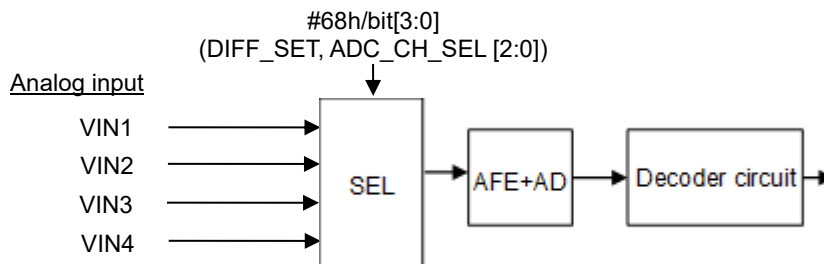 #68h/bit[3:0]
(DIFF_SET, ADC_CH_SEL [2:0])
Analog input
VIN1
VIN2
VIN3
VIN4
SEL
AFE+AD
Decoder circuit